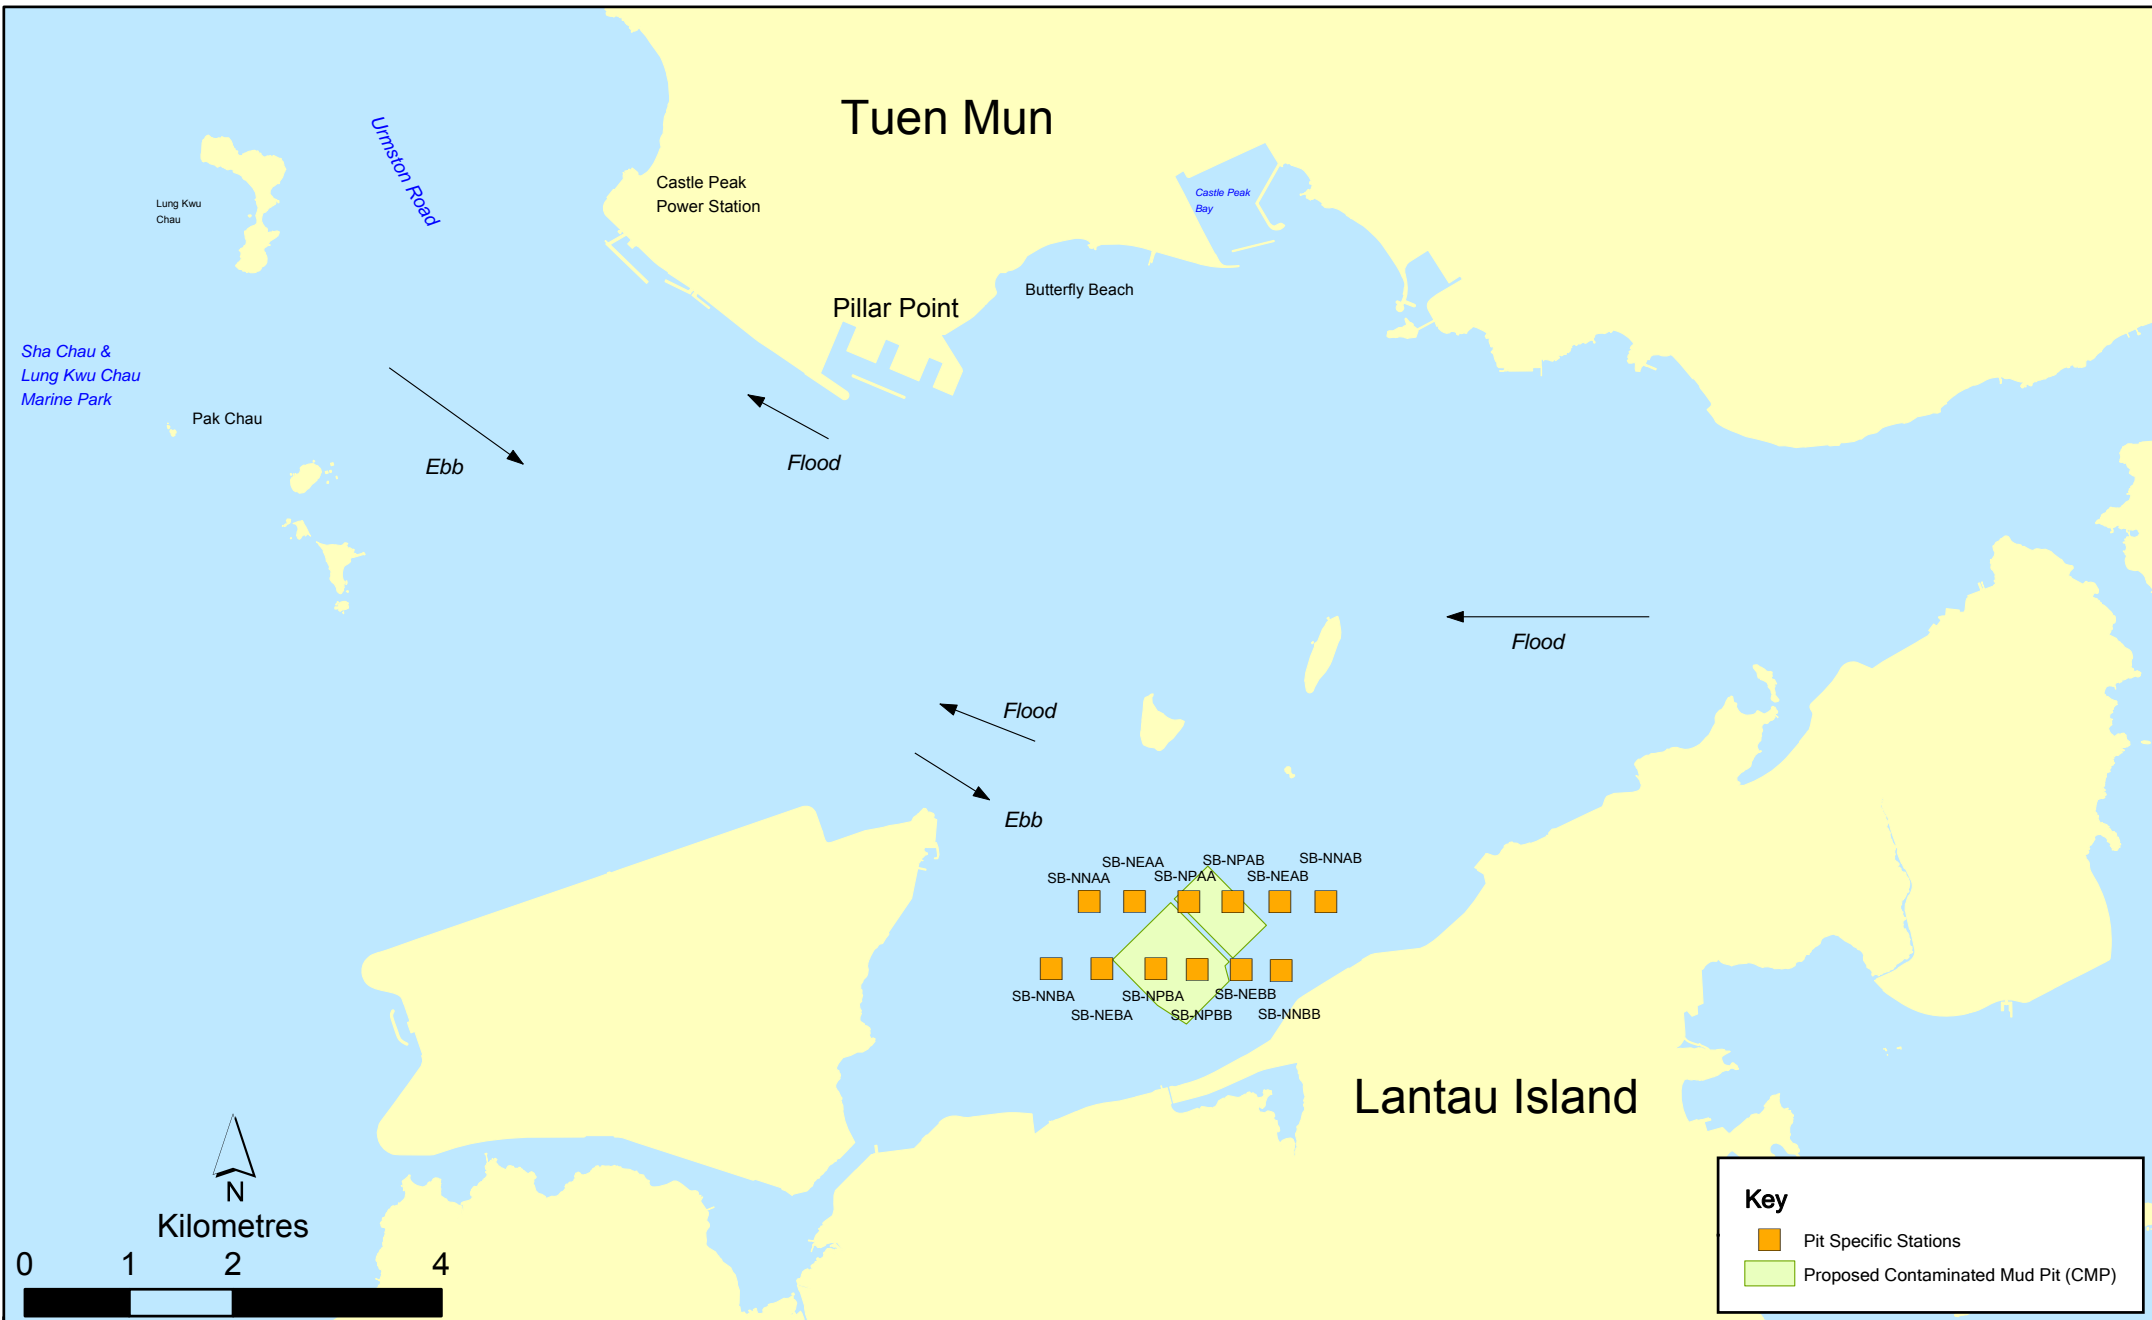 Tuen Mun
Urmston Road
Castle Peak
Power Station
Castle Peak
Bay
Lung Kwu
Chau
Butterfly Beach
Pillar Point
Sha Chau &
Lung Kwu Chau
Marine Park
Pak Chau
Ebb
Flood
Flood
Flood
Ebb
SB-NNAA
SB-NEAA
SB-NPAA
SB-NPAB
SB-NEAB
SB-NNAB
SB-NNBA
SB-NEBA
SB-NPBA
SB-NPBB
SB-NEBB
SB-NNBB
Lantau Island
N
Kilometres
0 1 2 4
Key
Pit Specific Stations
Proposed Contaminated Mud Pit (CMP)